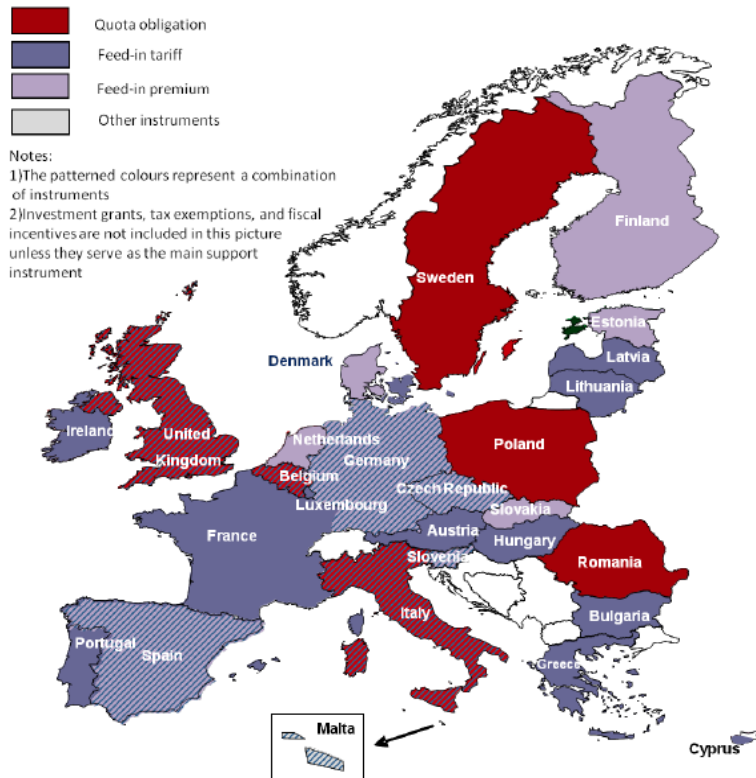 Quota obligation
Feed-in tariff
Feed-in premium
Other instruments
Notes:
1)The patterned colours represent a combination
of instruments
2)Investment grants, tax exemptions, and fiscal
incentives are not included in this picture
unless they serve as the main support
instrument
Finland
Sweden
Estonia
Latvia
Denmark
Lithuania
Ireland
United
Kingdom
Netherlands
Germany
Poland
Belgium
Czech Republic
Luxembourg
Slovakia
France
Austria
Hungary
Slovenia
Romania
Italy
Bulgaria
Portugal
Spain
Greece
Malta
Cyprus